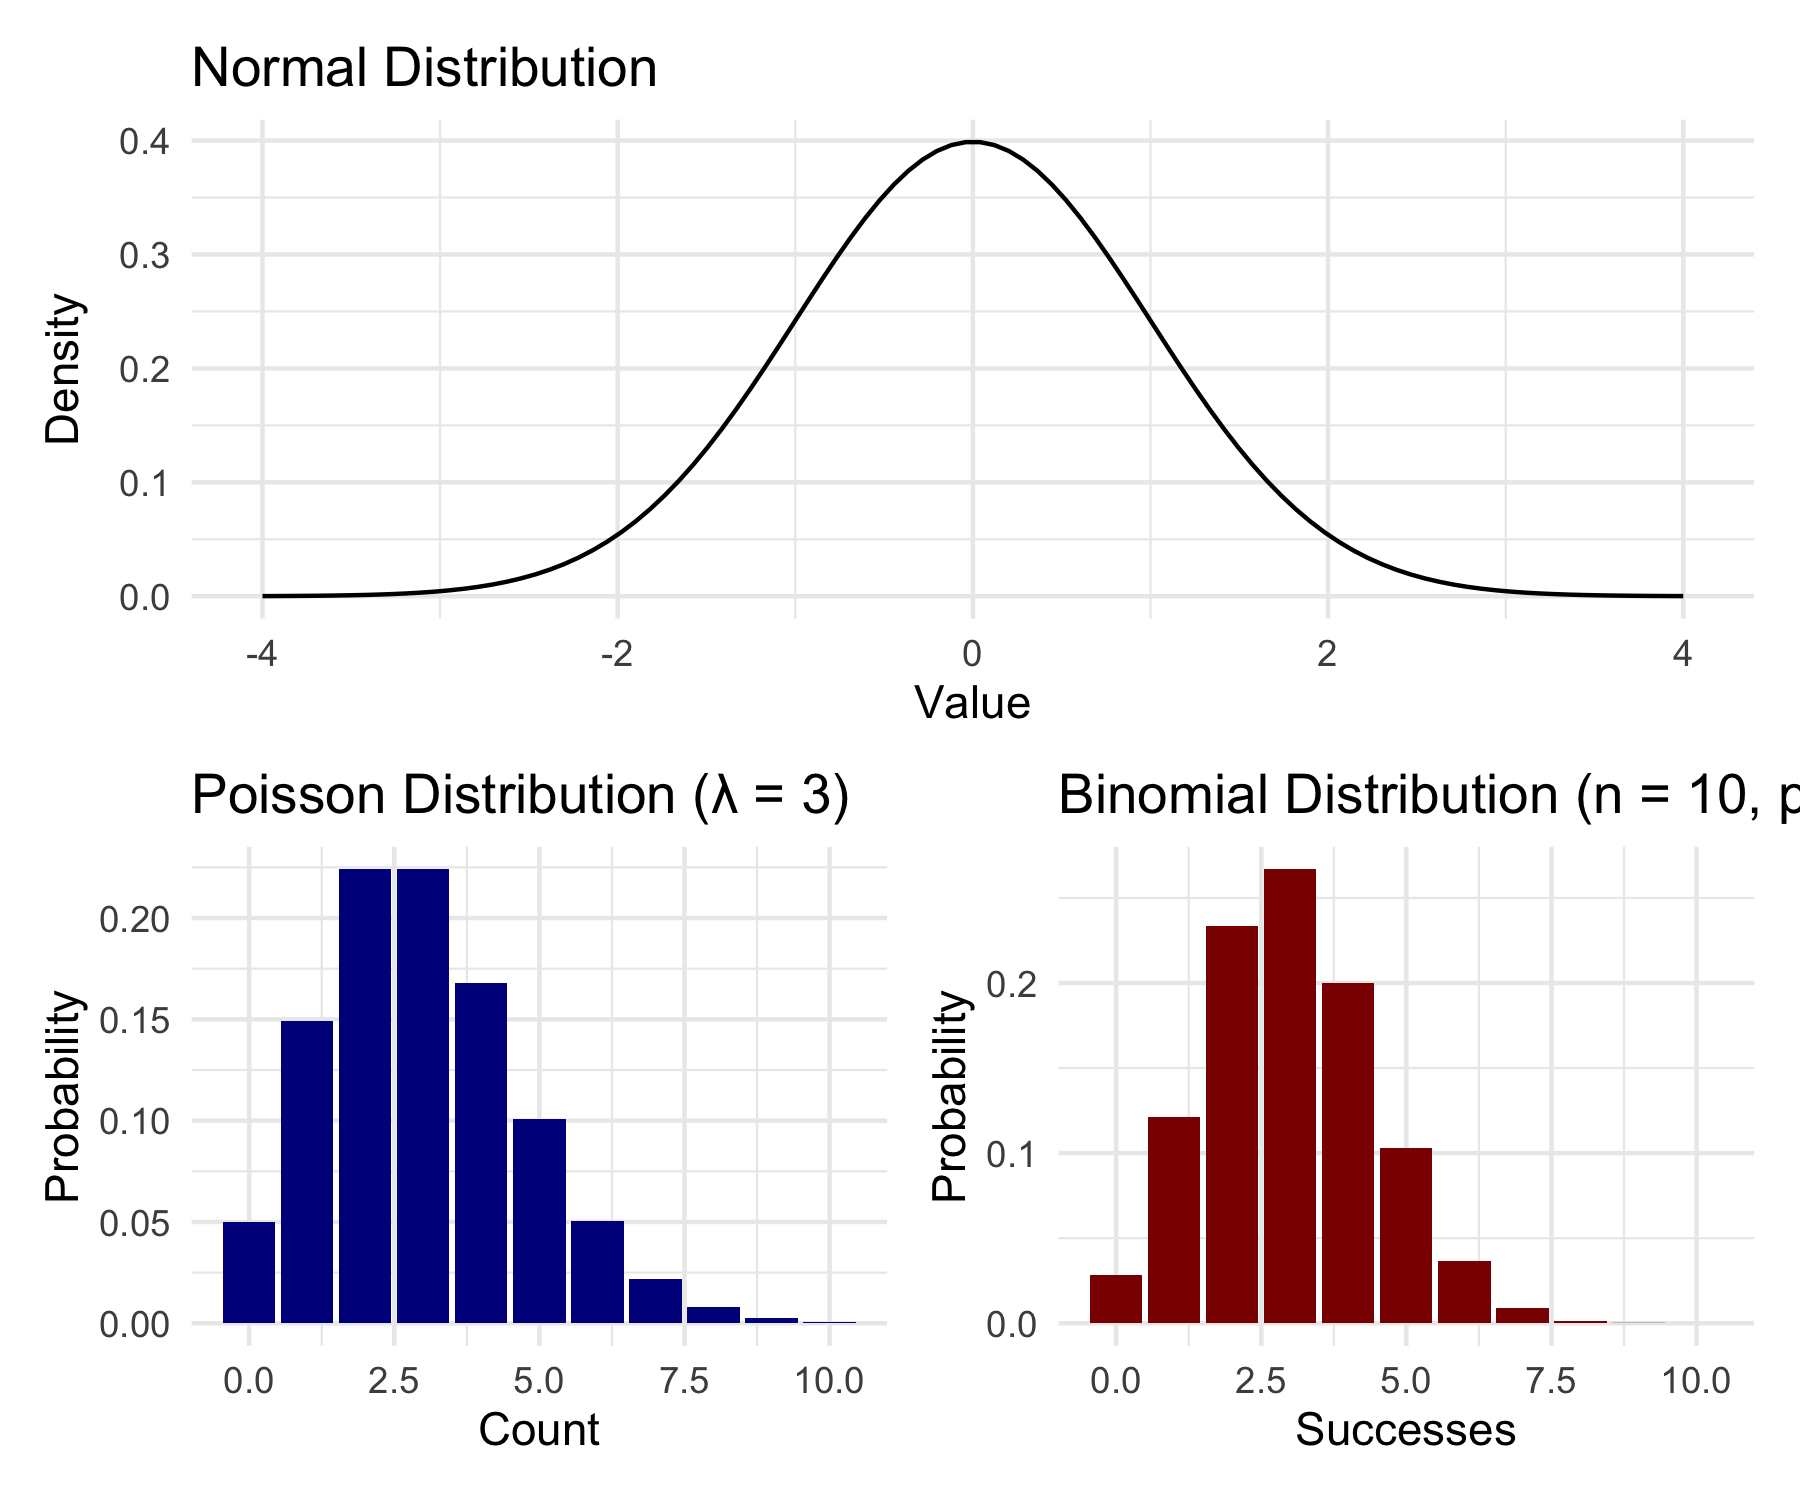 Normal Distribution
0.4
0.3
0.2
0.1
0.0
Density
-4 -2 0 2 4
Value
Poisson Distribution (λ = 3)
0.20
0.15
0.10
0.05
0.00
Probability
0.0 2.5 5.0 7.5 10.0
Count
Binomial Distribution (n = 10, p
0.2
0.1
0.0
Probability
0.0 2.5 5.0 7.5 10.0
Successes